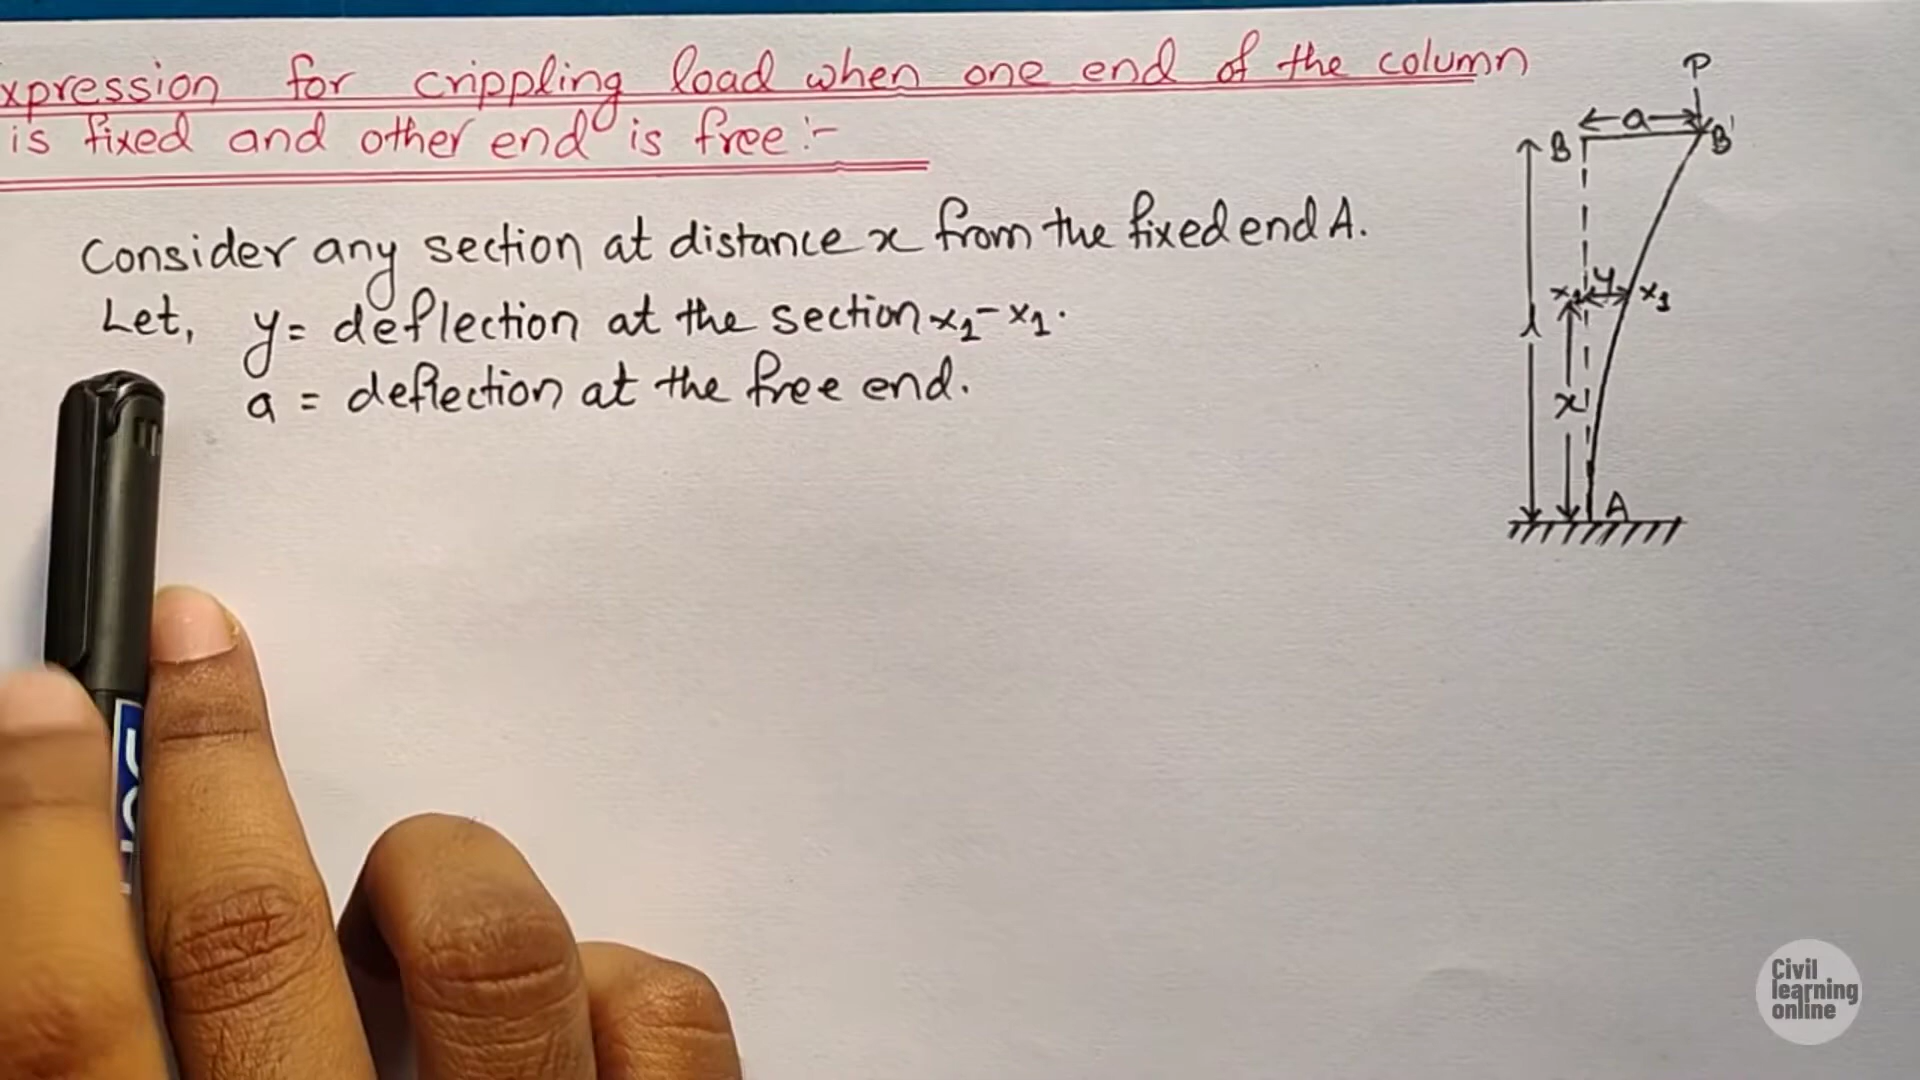 xpression for crippling load when one end of the column
is fixed and other end is free:-
Consider any section at distance x from the fixed end A.
Let, y = deflection at the section x₁-x₁.
a = deflection at the free end.
P
a
B B'
y
x₁
l
x
A
Civil
learning
online